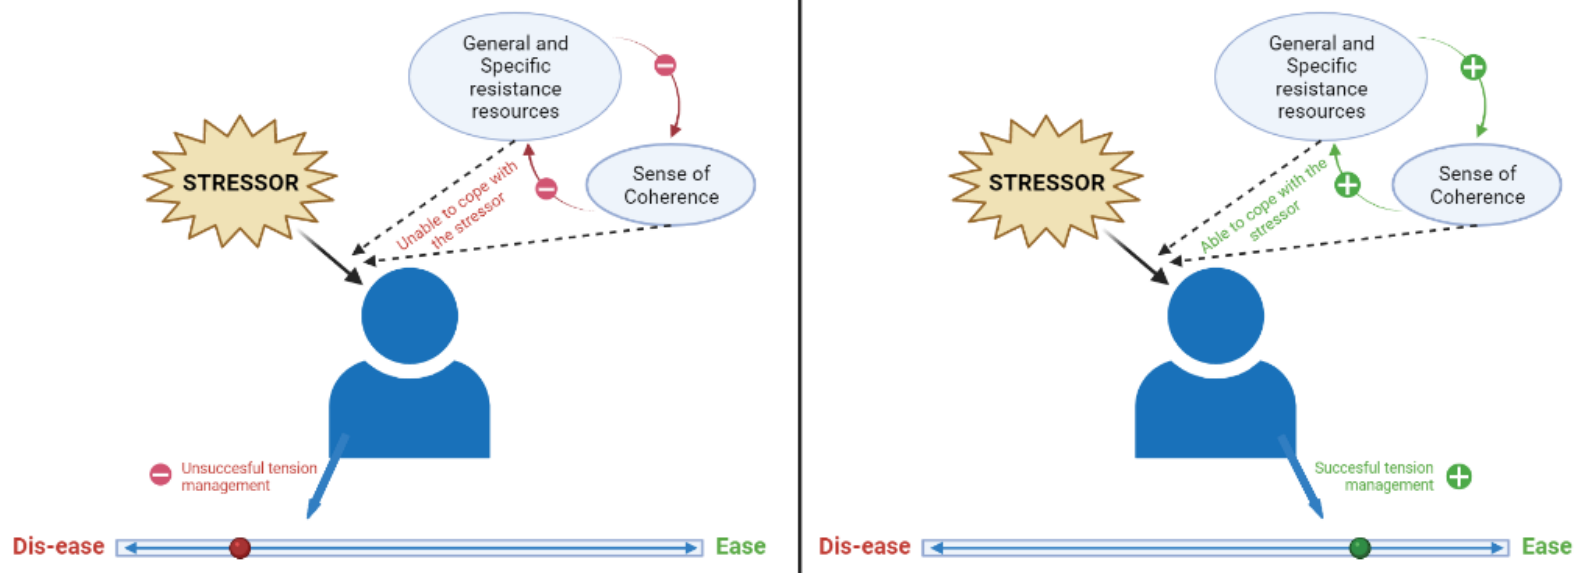 General and
Specific
resistance
resources
STRESSOR
Sense of
Coherence
Unable to cope with
the stressor
Unsuccesful tension
management
Dis-ease
Ease
General and
Specific
resistance
resources
STRESSOR
Sense of
Coherence
Able to cope with the
stressor
Succesful tension
management
Dis-ease
Ease